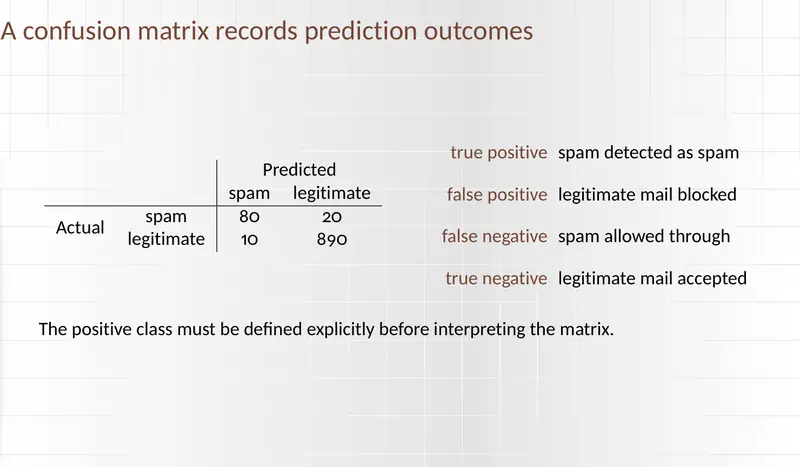 A confusion matrix records prediction outcomes
Predicted
spam legitimate
Actual spam 80 20
legitimate 10 890
true positive spam detected as spam
false positive legitimate mail blocked
false negative spam allowed through
true negative legitimate mail accepted
The positive class must be defined explicitly before interpreting the matrix.